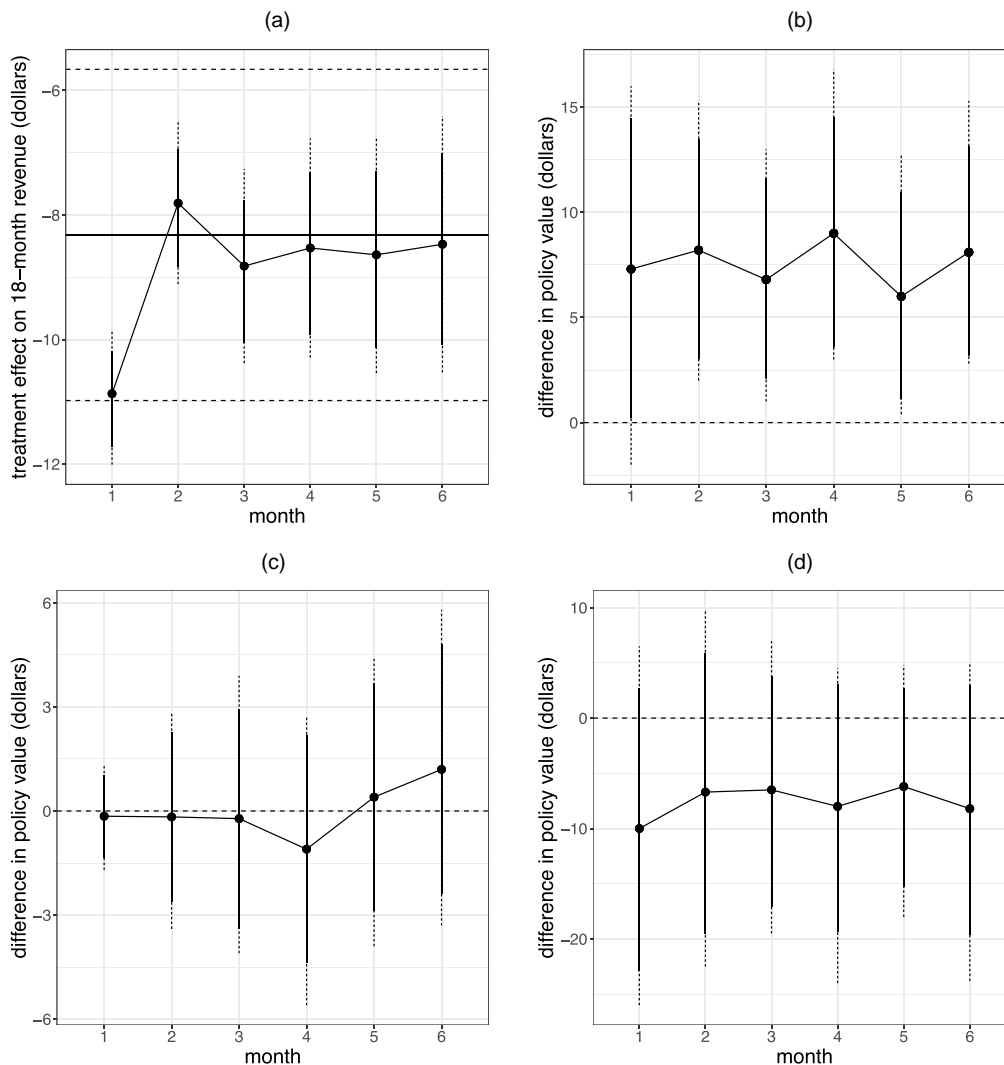 (a)
treatment effect on 18−month revenue (dollars)
−6
−8
−10
−12
1 2 3 4 5 6
month
(b)
difference in policy value (dollars)
15
10
5
0
1 2 3 4 5 6
month
(c)
difference in policy value (dollars)
6
3
0
−3
−6
1 2 3 4 5 6
month
(d)
difference in policy value (dollars)
10
0
−10
−20
1 2 3 4 5 6
month